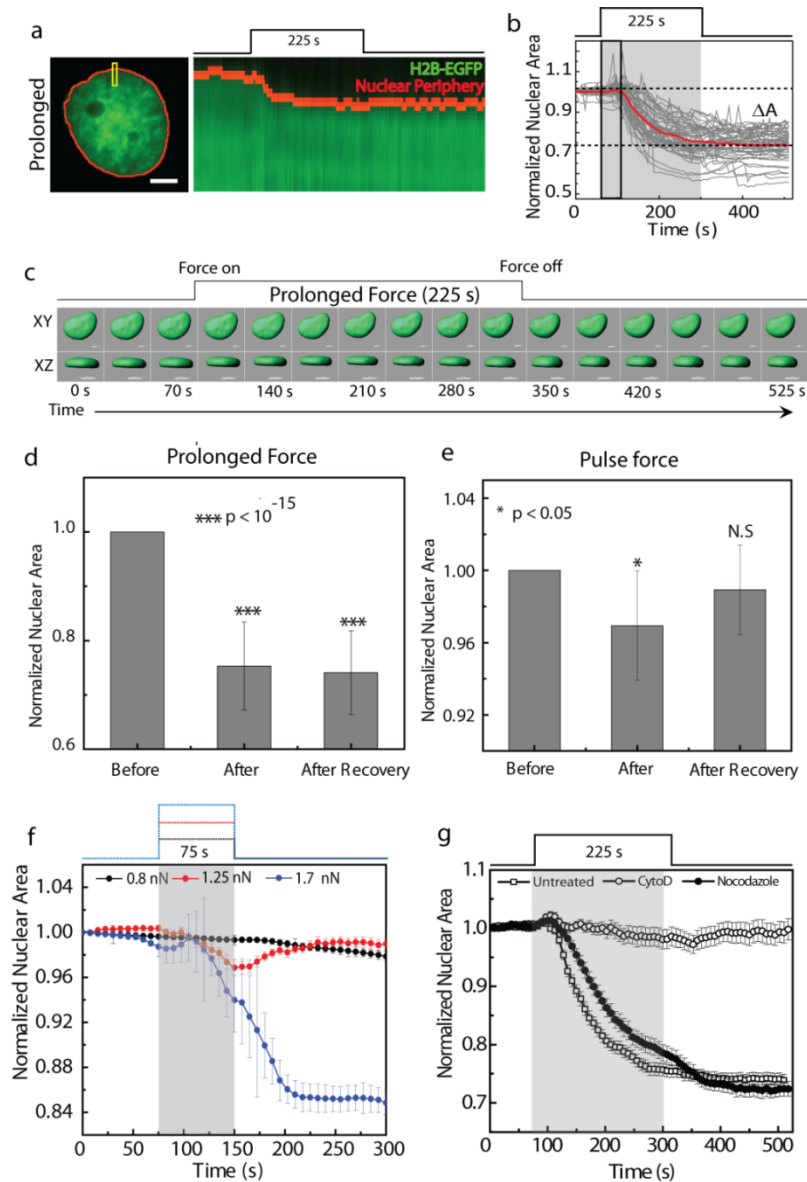 a
Prolonged
225 s
H2B-EGFP
Nuclear Periphery
b
225 s
Normalized Nuclear Area
1.1
0.9
0.7
0.5
ΔA
0
200
400
Time (s)
c
Force on
Force off
Prolonged Force (225 s)
XY
XZ
0 s
70 s
140 s
210 s
280 s
350 s
420 s
525 s
Time
d
Prolonged Force
Normalized Nuclear Area
1.0
0.8
0.6
*** p < 10 -15
***
***
Before
After
After Recovery
e
Pulse force
Normalized Nuclear Area
1.04
1.00
0.96
0.92
* p < 0.05
*
N.S
Before
After
After Recovery
f
75 s
Normalized Nuclear Area
1.04
1.00
0.96
0.92
0.88
0.84
0.8 nN
1.25 nN
1.7 nN
0
50
100
150
200
250
300
Time (s)
g
225 s
Normalized Nuclear Area
1.1
1.0
0.9
0.8
0.7
Untreated
CytoD
Nocodazole
0
100
200
300
400
500
Time (s)